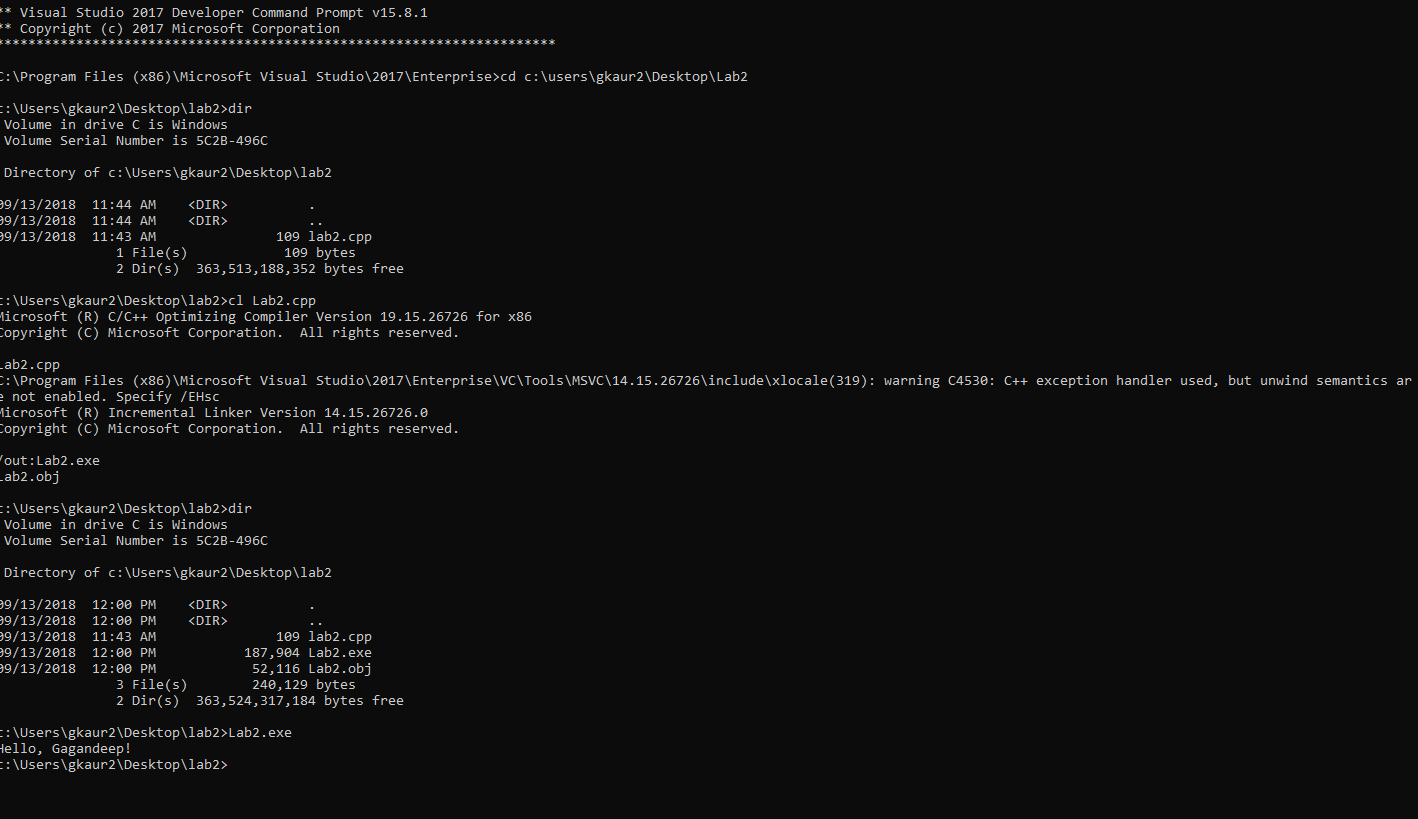 ** Visual Studio 2017 Developer Command Prompt v15.8.1
** Copyright (c) 2017 Microsoft Corporation
**********************************************************************
C:\Program Files (x86)\Microsoft Visual Studio\2017\Enterprise>cd c:\users\gkaur2\Desktop\Lab2
c:\Users\gkaur2\Desktop\lab2>dir
Volume in drive C is Windows
Volume Serial Number is 5C2B-496C
Directory of c:\Users\gkaur2\Desktop\lab2
09/13/2018  11:44 AM    <DIR>          .
09/13/2018  11:44 AM    <DIR>          ..
09/13/2018  11:43 AM               109 lab2.cpp
1 File(s)            109 bytes
2 Dir(s)  363,513,188,352 bytes free
c:\Users\gkaur2\Desktop\lab2>cl Lab2.cpp
Microsoft (R) C/C++ Optimizing Compiler Version 19.15.26726 for x86
Copyright (C) Microsoft Corporation.  All rights reserved.
Lab2.cpp
C:\Program Files (x86)\Microsoft Visual Studio\2017\Enterprise\VC\Tools\MSVC\14.15.26726\include\xlocale(319): warning C4530: C++ exception handler used, but unwind semantics ar
e not enabled. Specify /EHsc
Microsoft (R) Incremental Linker Version 14.15.26726.0
Copyright (C) Microsoft Corporation.  All rights reserved.
/out:Lab2.exe
Lab2.obj
c:\Users\gkaur2\Desktop\lab2>dir
Volume in drive C is Windows
Volume Serial Number is 5C2B-496C
Directory of c:\Users\gkaur2\Desktop\lab2
09/13/2018  12:00 PM    <DIR>          .
09/13/2018  12:00 PM    <DIR>          ..
09/13/2018  11:43 AM               109 lab2.cpp
09/13/2018  12:00 PM           187,904 Lab2.exe
09/13/2018  12:00 PM            52,116 Lab2.obj
3 File(s)        240,129 bytes
2 Dir(s)  363,524,317,184 bytes free
c:\Users\gkaur2\Desktop\lab2>Lab2.exe
Hello, Gagandeep!
c:\Users\gkaur2\Desktop\lab2>